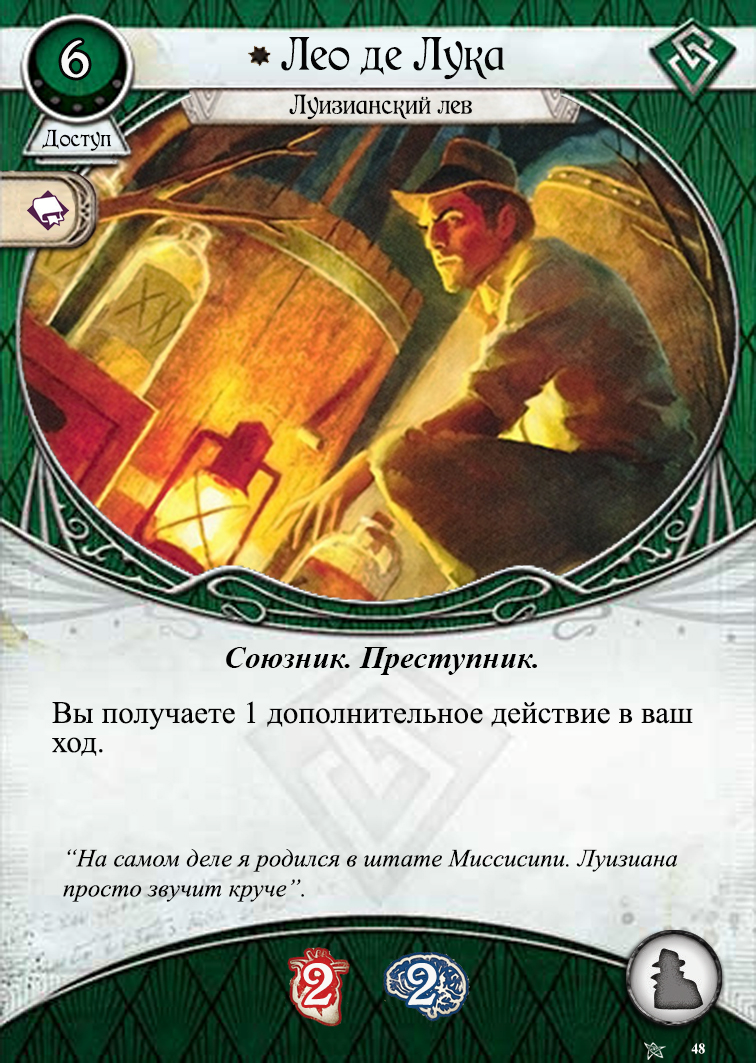 6
Лео де Лука
Луизианский лев
Доступ
Союзник. Преступник.
Вы получаете 1 дополнительное действие в ваш
ход.
“На самом деле я родился в штате Миссисипи. Луизиана
просто звучит круче”.
2 2
48